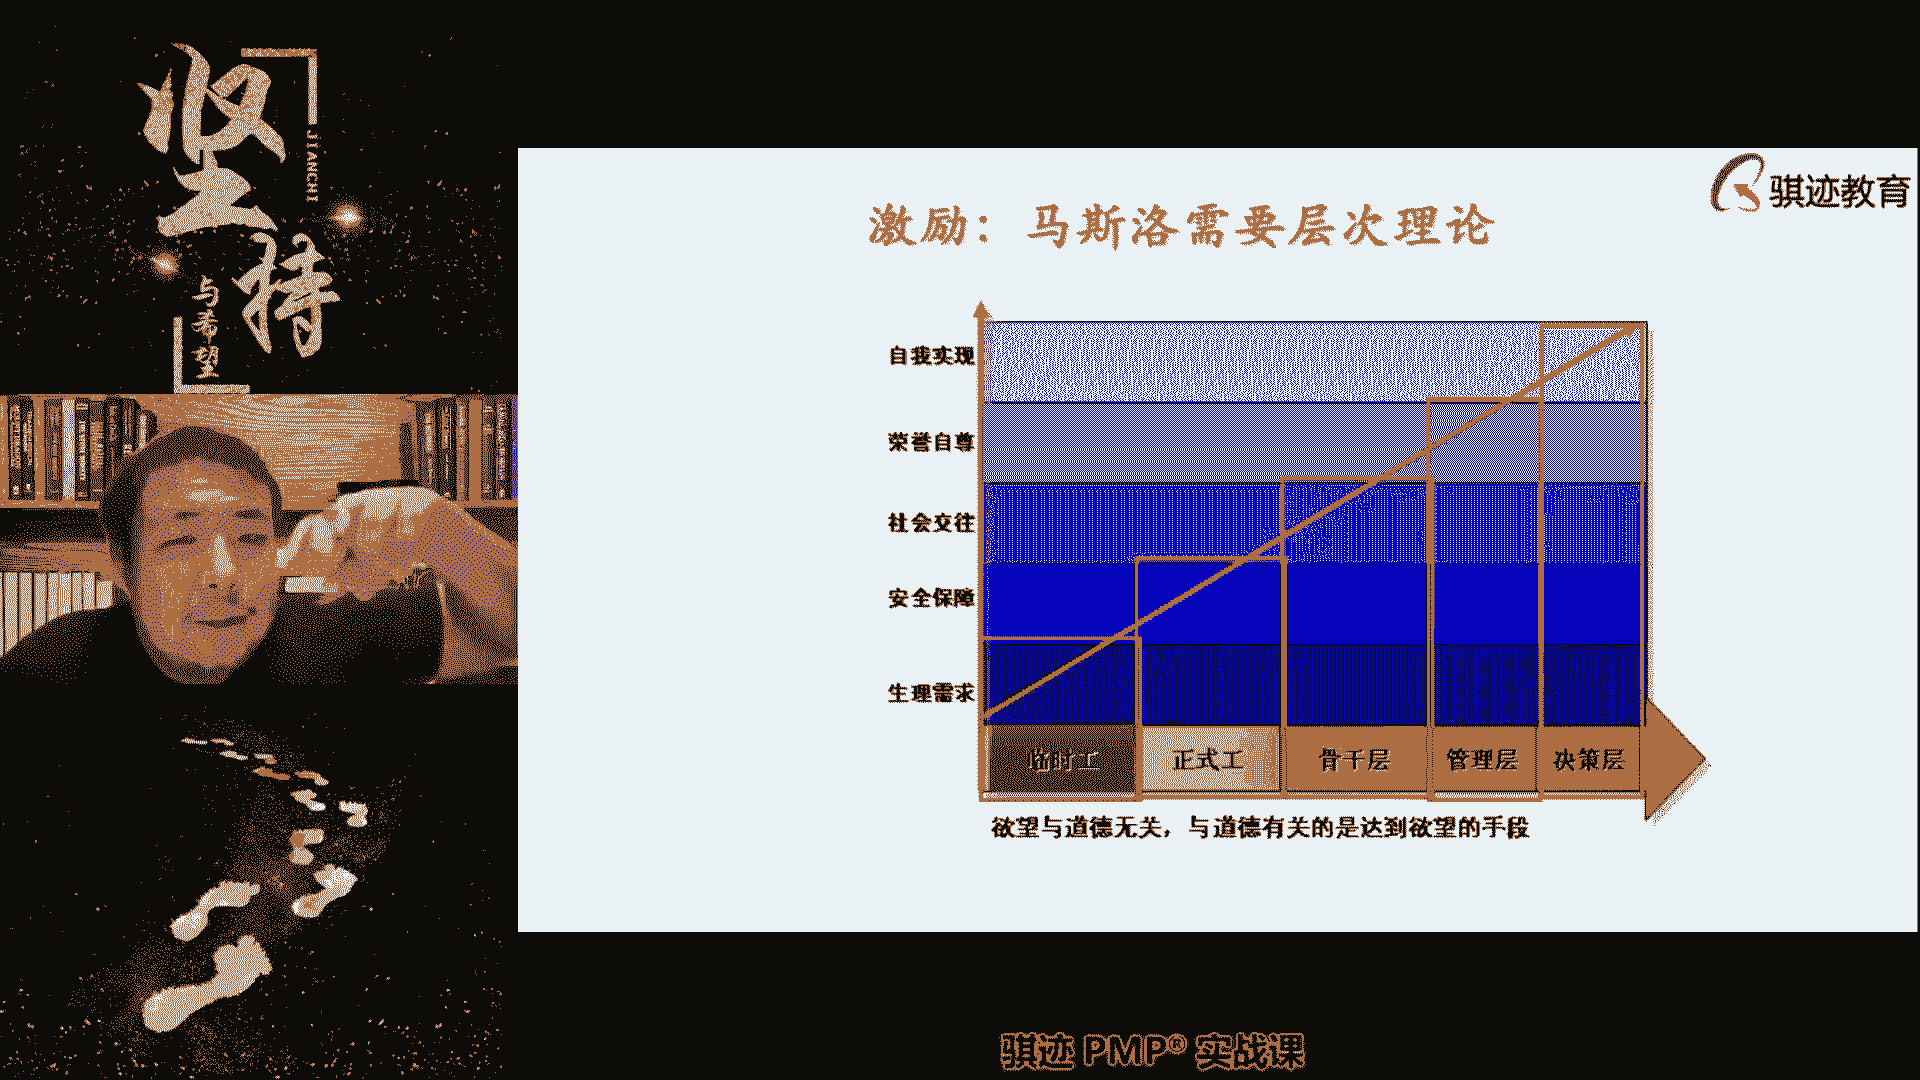 坚持
JIANCHI
与希望
骐迹教育
激励：马斯洛需要层次理论
自我实现
荣誉自尊
社会交往
安全保障
生理需求
临时工
正式工
骨干层
管理层
决策层
欲望与道德无关，与道德有关的是达到欲望的手段
骐迹 PMP® 实战课